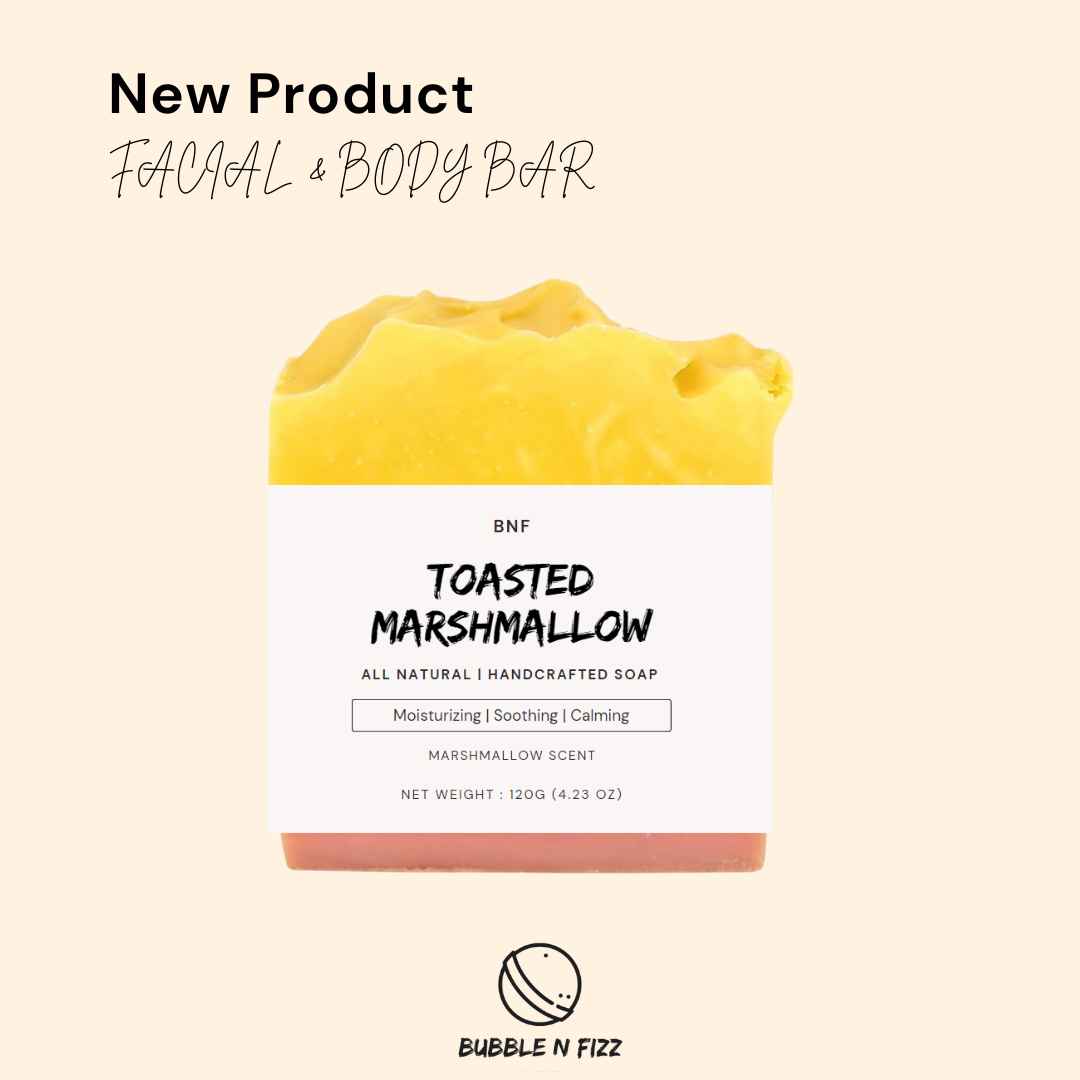 New Product
FACIAL & BODY BAR
BNF
TOASTED
MARSHMALLOW
ALL NATURAL | HANDCRAFTED SOAP
Moisturizing | Soothing | Calming
MARSHMALLOW SCENT
NET WEIGHT : 120G (4.23 OZ)
BUBBLE N FIZZ